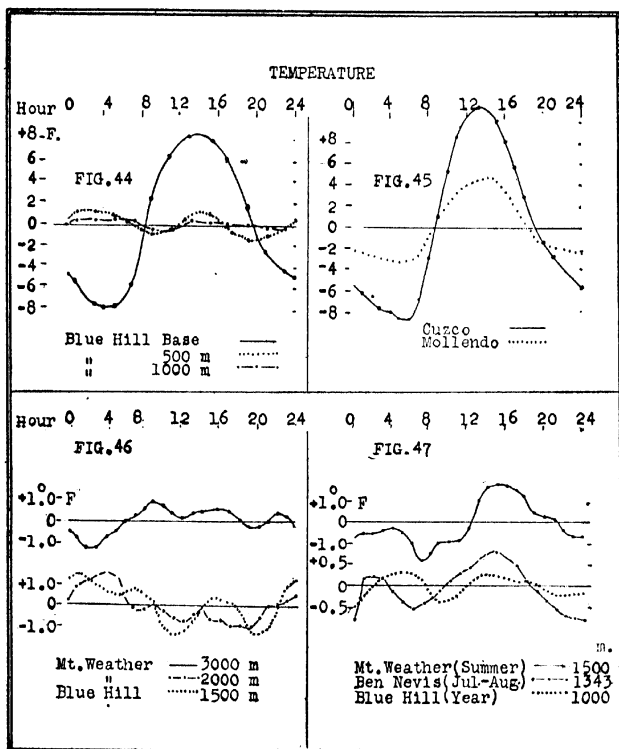 TEMPERATURE
Hour 0 4 8 12 16 20 24
+8 F.
6
4
2
0
-2
-4
-6
-8
FIG.44
Blue Hill Base
" 500 m
" 1000 m
0 4 8 12 16 20 24
+8
6
4
2
0
-2
-4
-6
-8
FIG.45
Cuzco
Mollendo
Hour 0 4 8 12 16 20 24
FIG.46
+1.0 °F
0
-1.0
+1.0
0
-1.0
Mt.Weather 3000 m
" 2000 m
Blue Hill 1500 m
0 4 8 12 16 20 24
FIG.47
+1.0 °F
0
-1.0
+0.5
0
-0.5
m.
Mt.Weather(Summer) 1500
Ben Nevis(Jul-Aug.) 1343
Blue Hill(Year) 1000